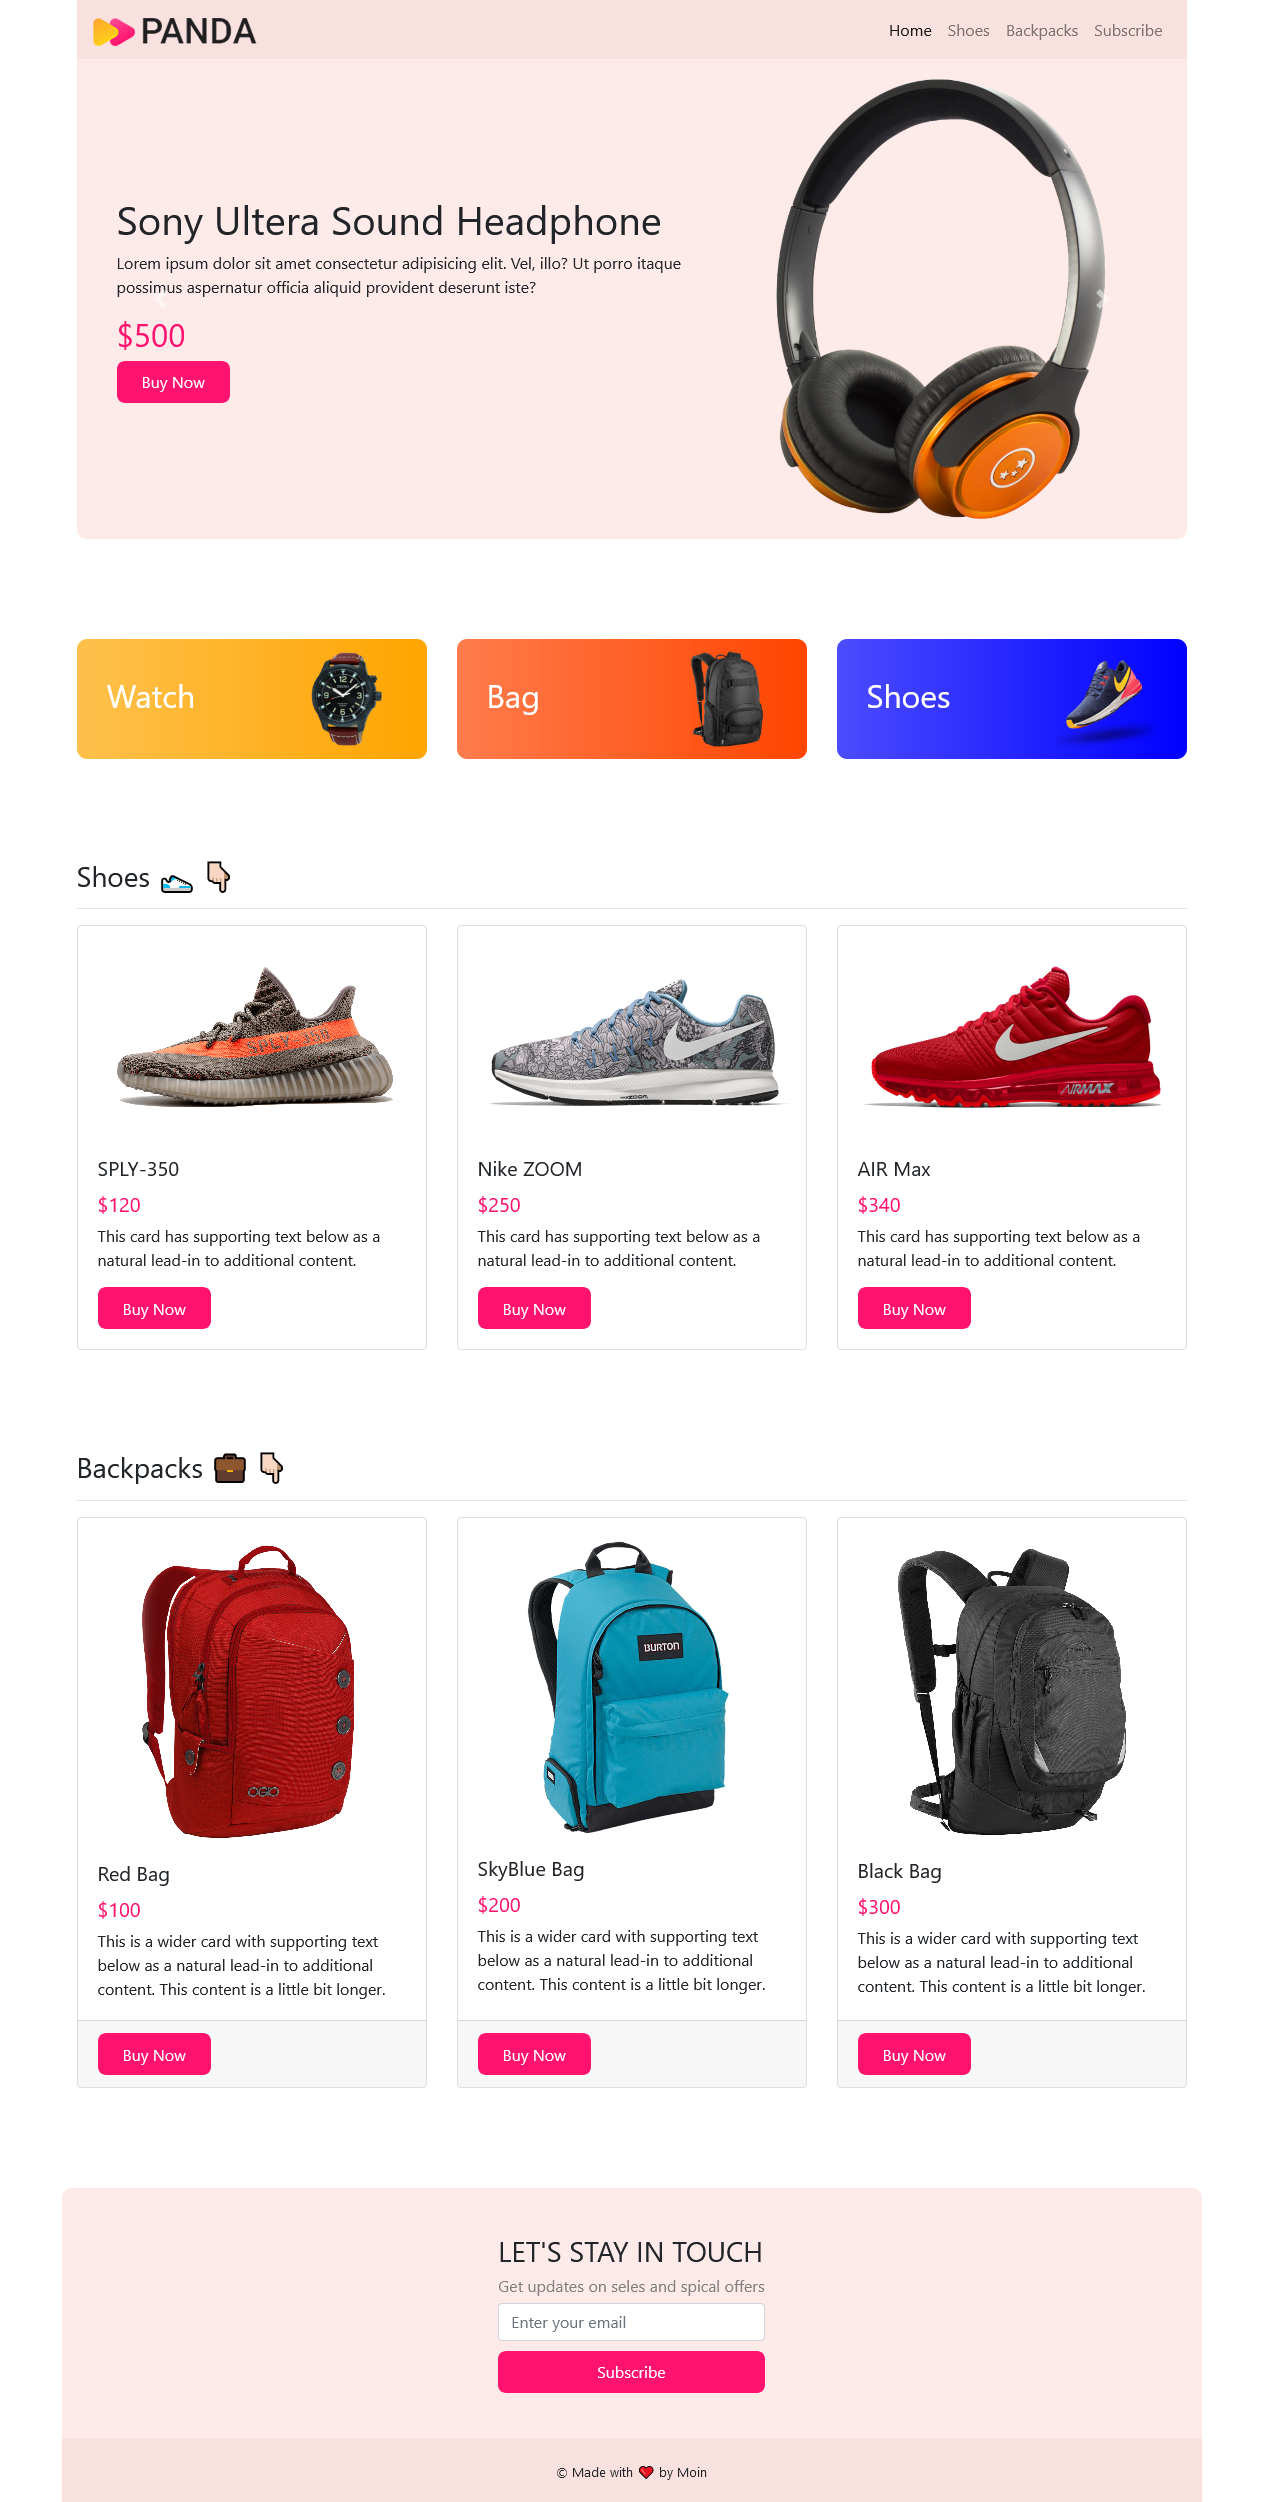 PANDA
Home Shoes Backpacks Subscribe
Sony Ultera Sound Headphone
Lorem ipsum dolor sit amet consectetur adipisicing elit. Vel, illo? Ut porro itaque
possimus aspernatur officia aliquid provident deserunt iste?
$500
Buy Now
Watch
Bag
Shoes
Shoes
SPLY-350
AIRMAX
SPLY-350
$120
This card has supporting text below as a
natural lead-in to additional content.
Buy Now
Nike ZOOM
$250
This card has supporting text below as a
natural lead-in to additional content.
Buy Now
AIR Max
$340
This card has supporting text below as a
natural lead-in to additional content.
Buy Now
Backpacks
OGIO
BURTON
Red Bag
$100
This is a wider card with supporting text
below as a natural lead-in to additional
content. This content is a little bit longer.
Buy Now
SkyBlue Bag
$200
This is a wider card with supporting text
below as a natural lead-in to additional
content. This content is a little bit longer.
Buy Now
Black Bag
$300
This is a wider card with supporting text
below as a natural lead-in to additional
content. This content is a little bit longer.
Buy Now
LET'S STAY IN TOUCH
Get updates on seles and spical offers
Enter your email
Subscribe
© Made with ❤ by Moin